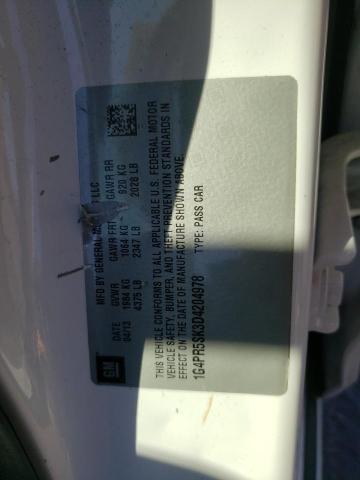 GM
MFD BY GENERAL LLC
DATE GVWR GAWR FRT GAWR RR
04/13 1984 KG 1064 KG 920 KG
4375 LB 2347 LB 2028 LB
THIS VEHICLE CONFORMS TO ALL APPLICABLE U.S. FEDERAL MOTOR
VEHICLE SAFETY, BUMPER, AND THEFT PREVENTION STANDARDS IN
EFFECT ON THE DATE OF MANUFACTURE SHOWN ABOVE.
1G4PR5SK3D4204978 TYPE: PASS CAR